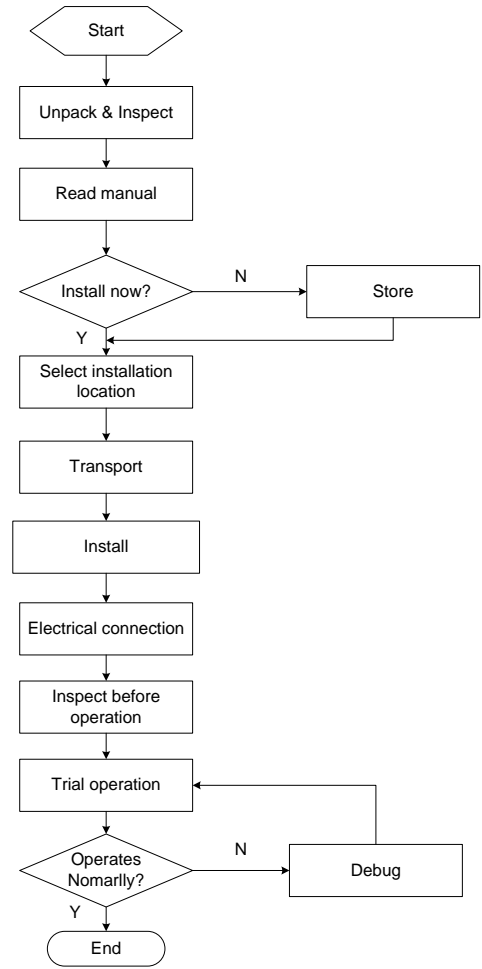 Start
Unpack & Inspect
Read manual
Install now?
N
Store
Y
Select installation
location
Transport
Install
Electrical connection
Inspect before
operation
Trial operation
Operates
Nomarlly?
N
Debug
Y
End